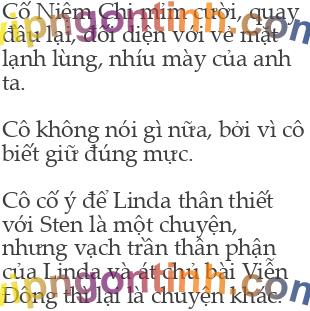 Cố Niệm Chi mỉm cười, quay
đầu lại, đối diện với vẻ mặt
lạnh lùng, nhíu mày của anh
ta.
Cô không nói gì nữa, bởi vì cô
biết giữ đúng mực.
Cô cố ý để Linda thân thiết
với Sten là một chuyện,
nhưng vạch trần thân phận
của Linda và át chủ bài Viễn
Đông thì lại là chuyện khác.